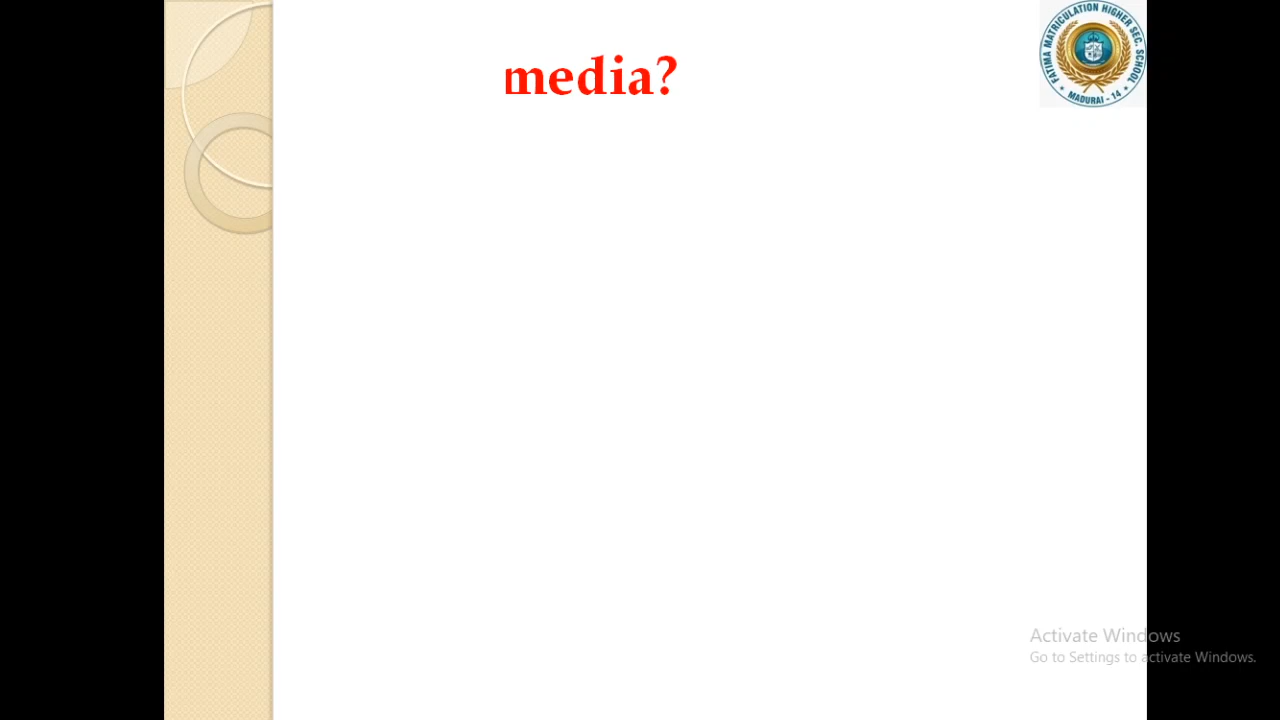 media?
FATIMA MATRICULATION HIGHER SEC. SCHOOL
MADURAI - 14
Activate Windows
Go to Settings to activate Windows.